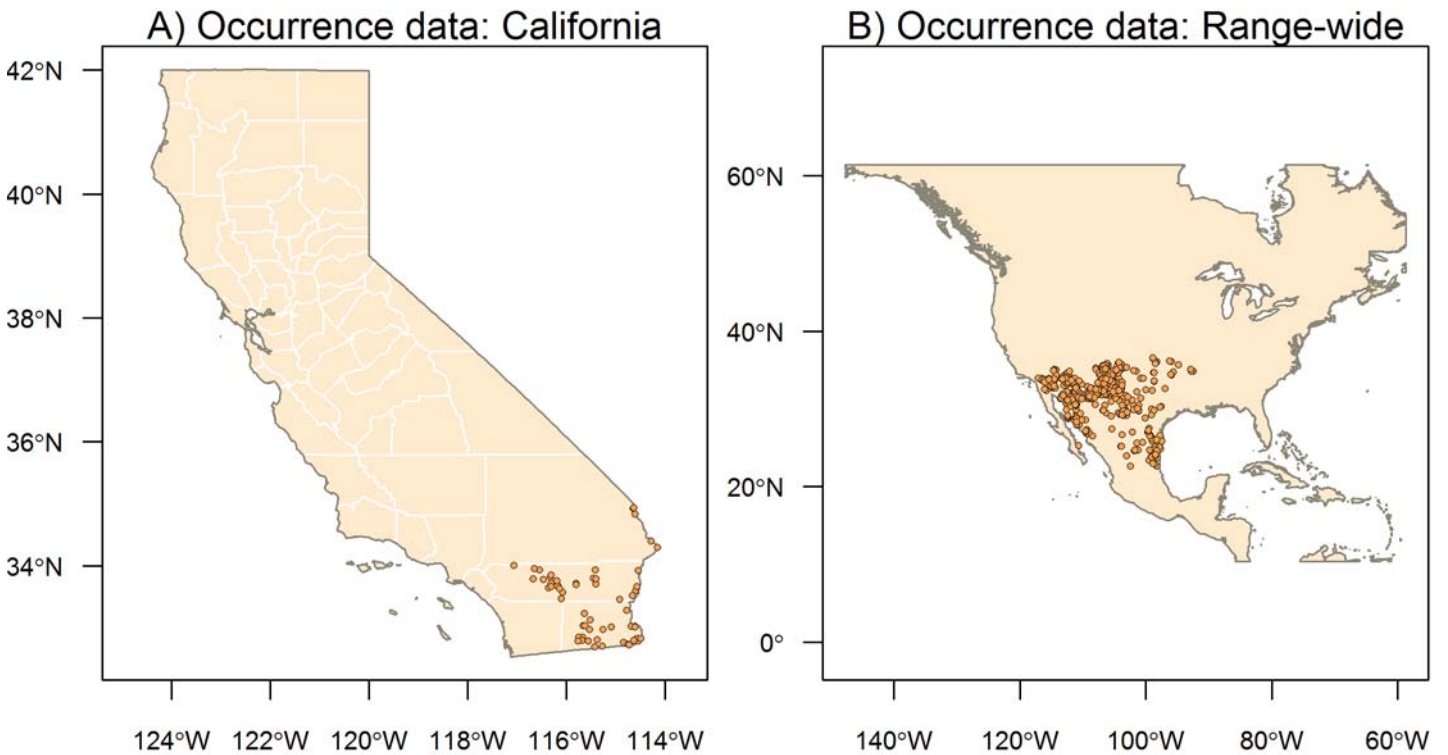 A) Occurrence data: California
42°N
40°N
38°N
36°N
34°N
124°W 122°W 120°W 118°W 116°W 114°W
B) Occurrence data: Range-wide
60°N
40°N
20°N
0°
140°W 120°W 100°W 80°W 60°W